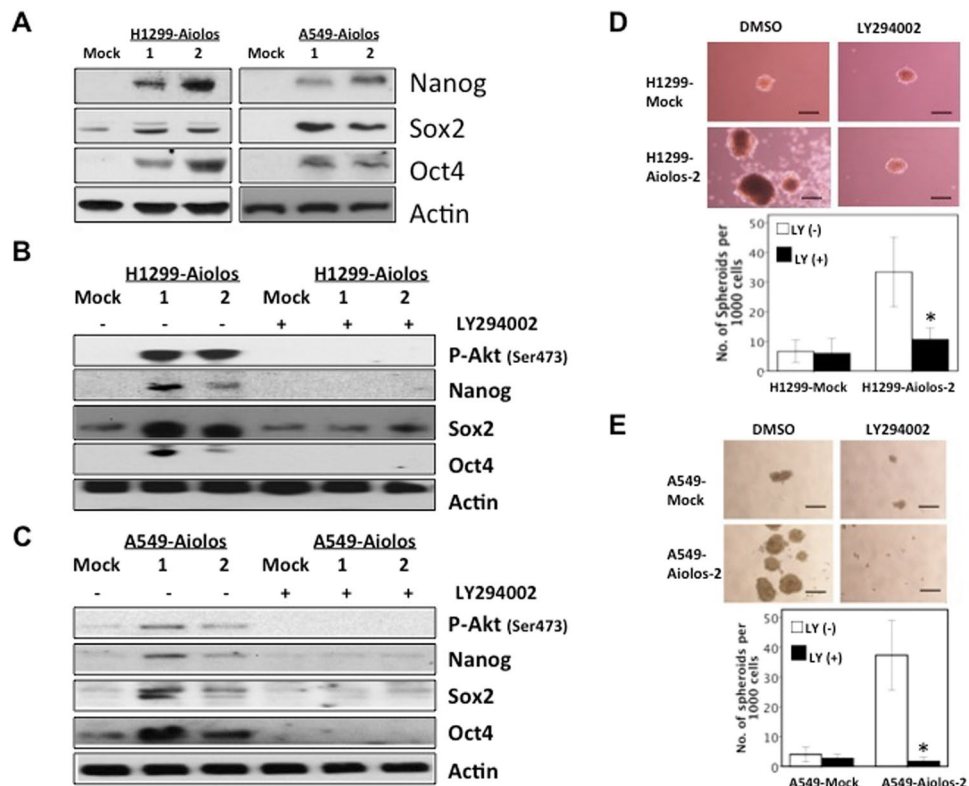 A
H1299-Aiolos A549-Aiolos
Mock 1 2 Mock 1 2
Nanog
Sox2
Oct4
Actin
B
H1299-Aiolos H1299-Aiolos
Mock 1 2 Mock 1 2
- - - + + + LY294002
P-Akt (Ser473)
Nanog
Sox2
Oct4
Actin
C
A549-Aiolos A549-Aiolos
Mock 1 2 Mock 1 2
- - - + + + LY294002
P-Akt (Ser473)
Nanog
Sox2
Oct4
Actin
D
DMSO LY294002
H1299-
Mock
H1299-
Aiolos-2
No. of Spheroids per
1000 cells
50
40
30
20
10
0
LY (-)
LY (+)
*
H1299-Mock H1299-Aiolos-2
E
DMSO LY294002
A549-
Mock
A549-
Aiolos-2
No. of spheroids per
1000 cells
50
40
30
20
10
0
LY (-)
LY (+)
*
A549-Mock A549-Aiolos-2